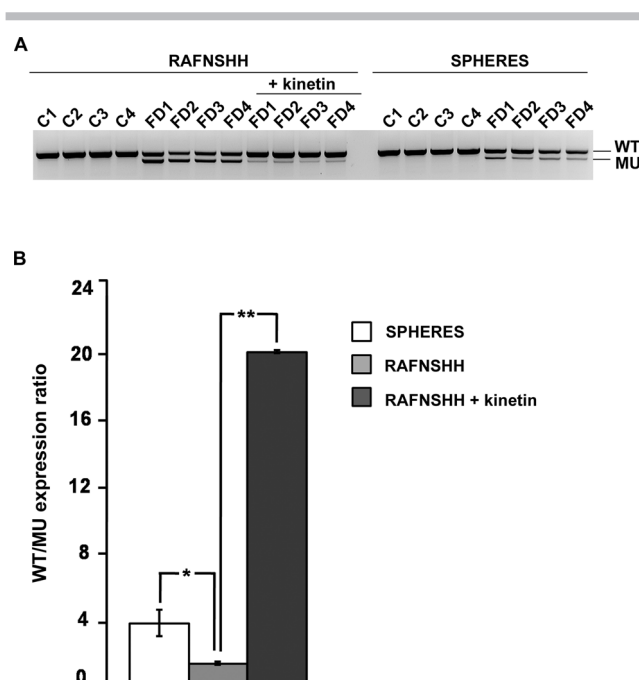 A
RAFNSHH SPHERES
+ kinetin
C1 C2 C3 C4 FD1 FD2 FD3 FD4 FD1 FD2 FD3 FD4 C1 C2 C3 C4 FD1 FD2 FD3 FD4
WT
MU
B
24
20
16
12
8
4
0
WT/MU expression ratio
**
*
SPHERES
RAFNSHH
RAFNSHH + kinetin